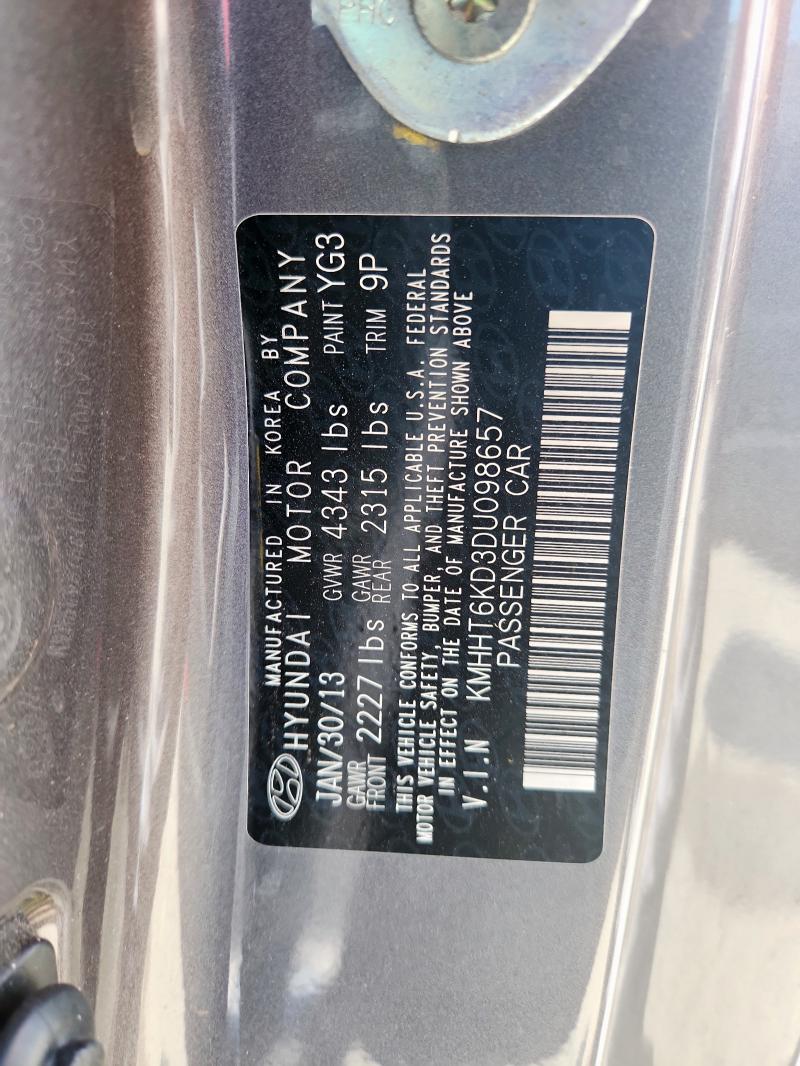 PHC
MANUFACTURED IN KOREA BY
HYUNDAI MOTOR COMPANY
JAN/30/13 GVWR 4343 lbs PAINT YG3
GAWR FRONT 2227 lbs GAWR REAR 2315 lbs TRIM 9P
THIS VEHICLE CONFORMS TO ALL APPLICABLE U.S.A. FEDERAL
MOTOR VEHICLE SAFETY, BUMPER, AND THEFT PREVENTION STANDARDS
IN EFFECT ON THE DATE OF MANUFACTURE SHOWN ABOVE
V.I.N KMHHT6KD3DU098657
PASSENGER CAR